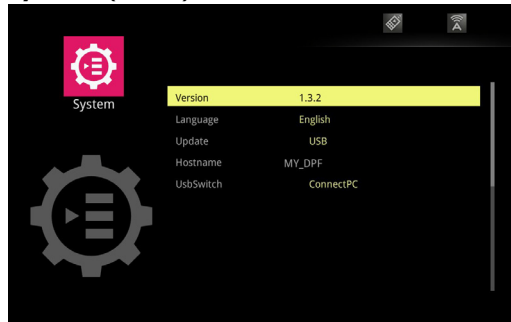 System
Version 1.3.2
Language English
Update USB
Hostname MY_DPF
UsbSwitch ConnectPC